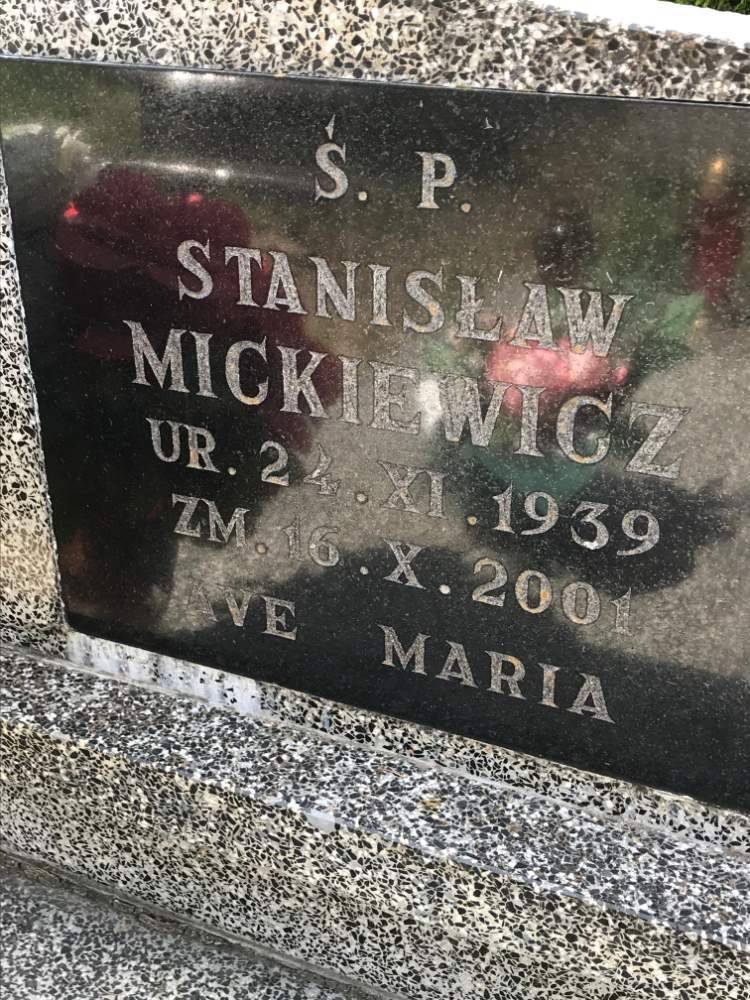 Ś. P.
STANISŁAW
MICKIEWICZ
UR. 24. XI. 1939
ZM. 16. X. 2001
AVE MARIA